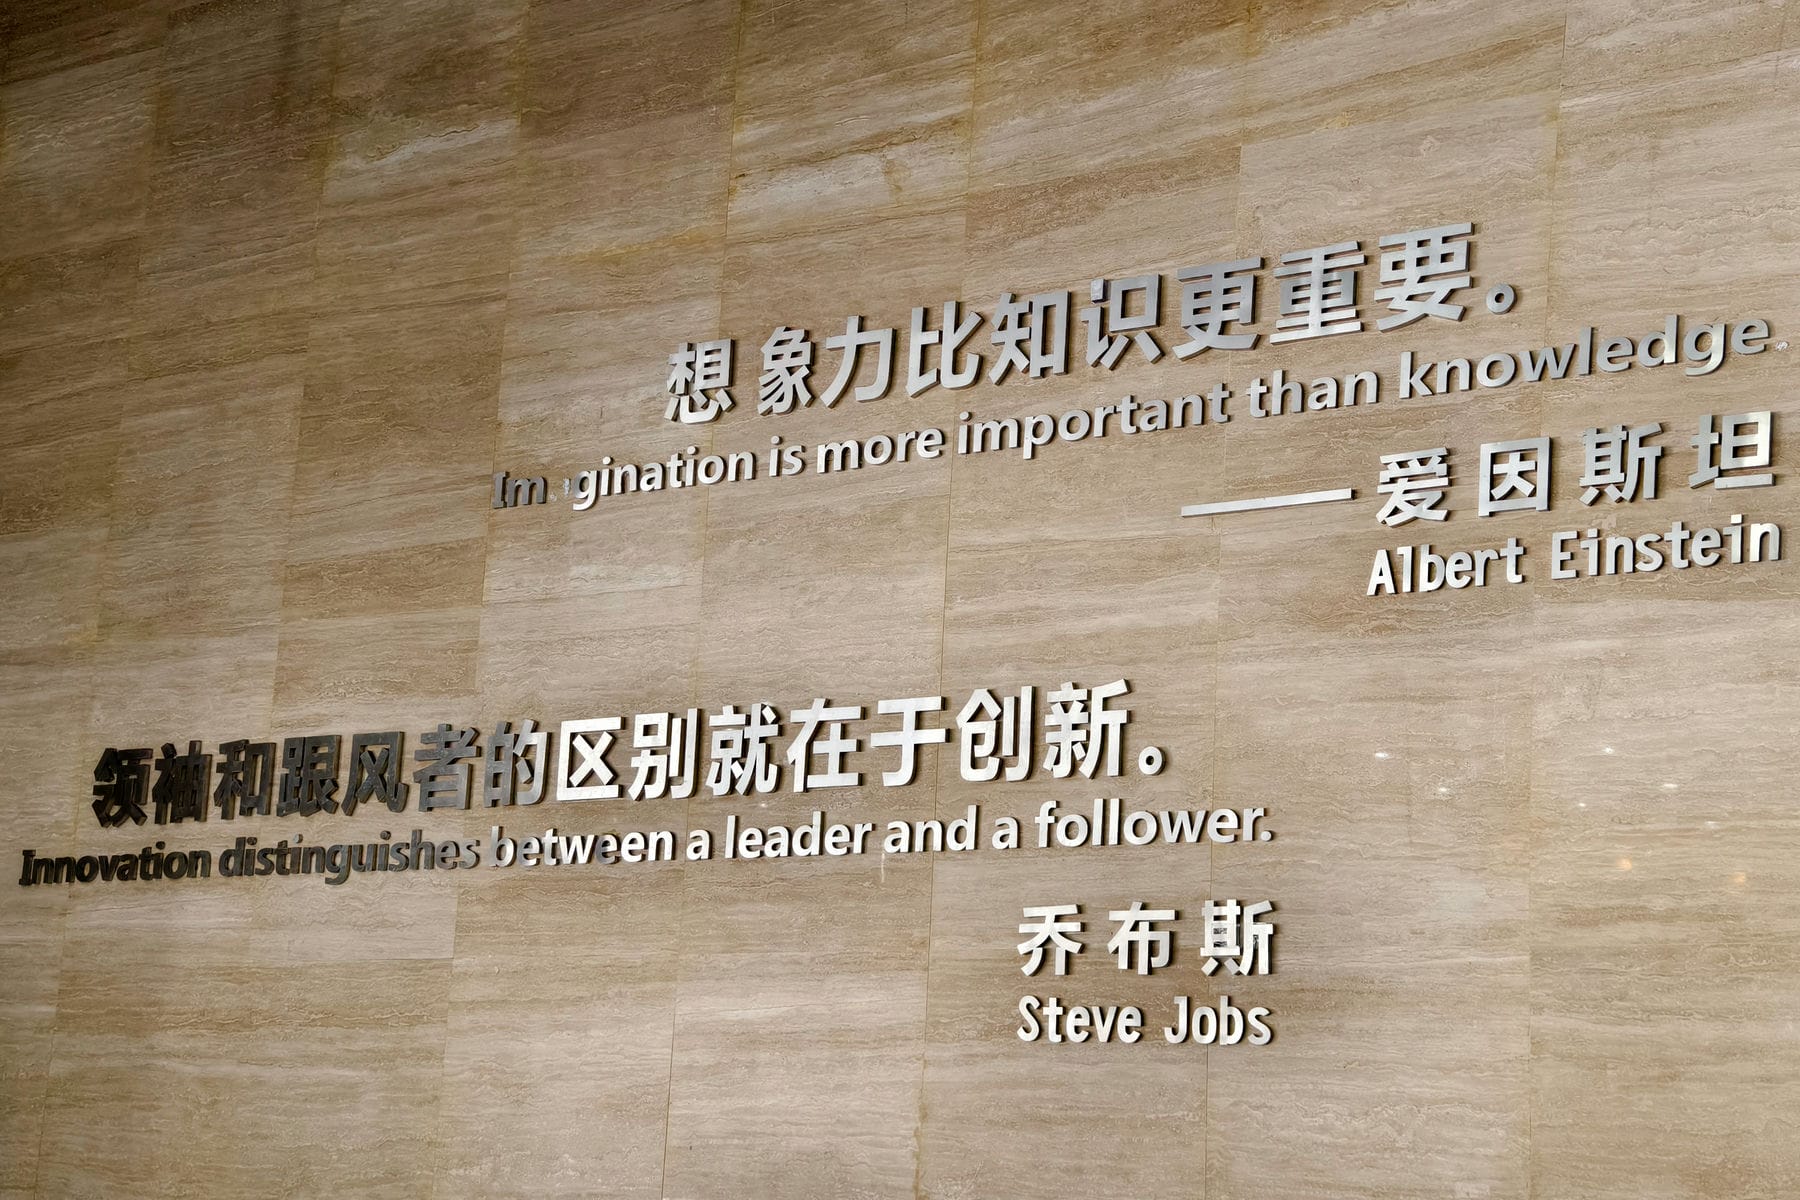 想象力比知识更重要。
Im gination is more important than knowledge.
——爱因斯坦
Albert Einstein
领袖和跟风者的区别就在于创新。
Innovation distinguishes between a leader and a follower.
乔布斯
Steve Jobs